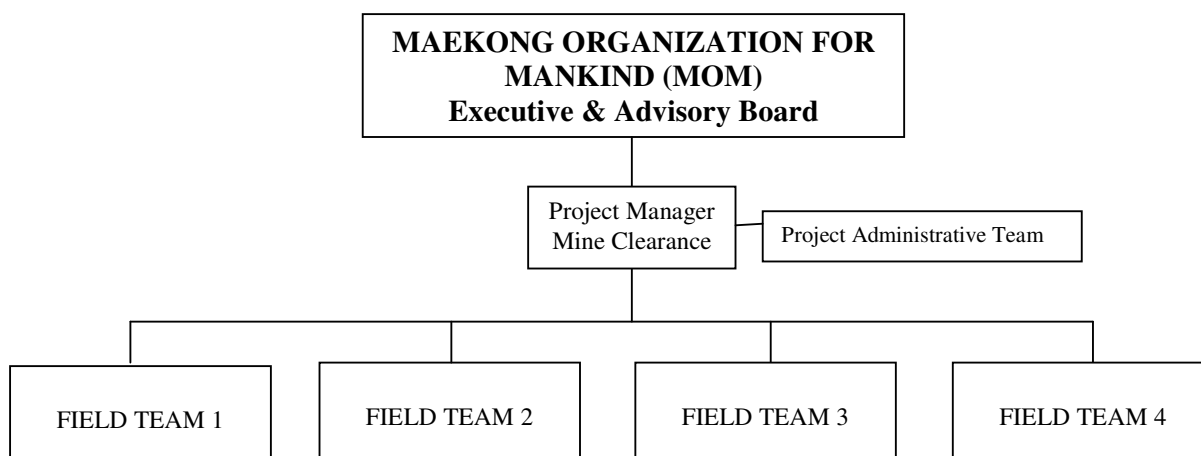 MAEKONG ORGANIZATION FOR
MANKIND (MOM)
Executive & Advisory Board
Project Manager
Mine Clearance
Project Administrative Team
FIELD TEAM 1
FIELD TEAM 2
FIELD TEAM 3
FIELD TEAM 4